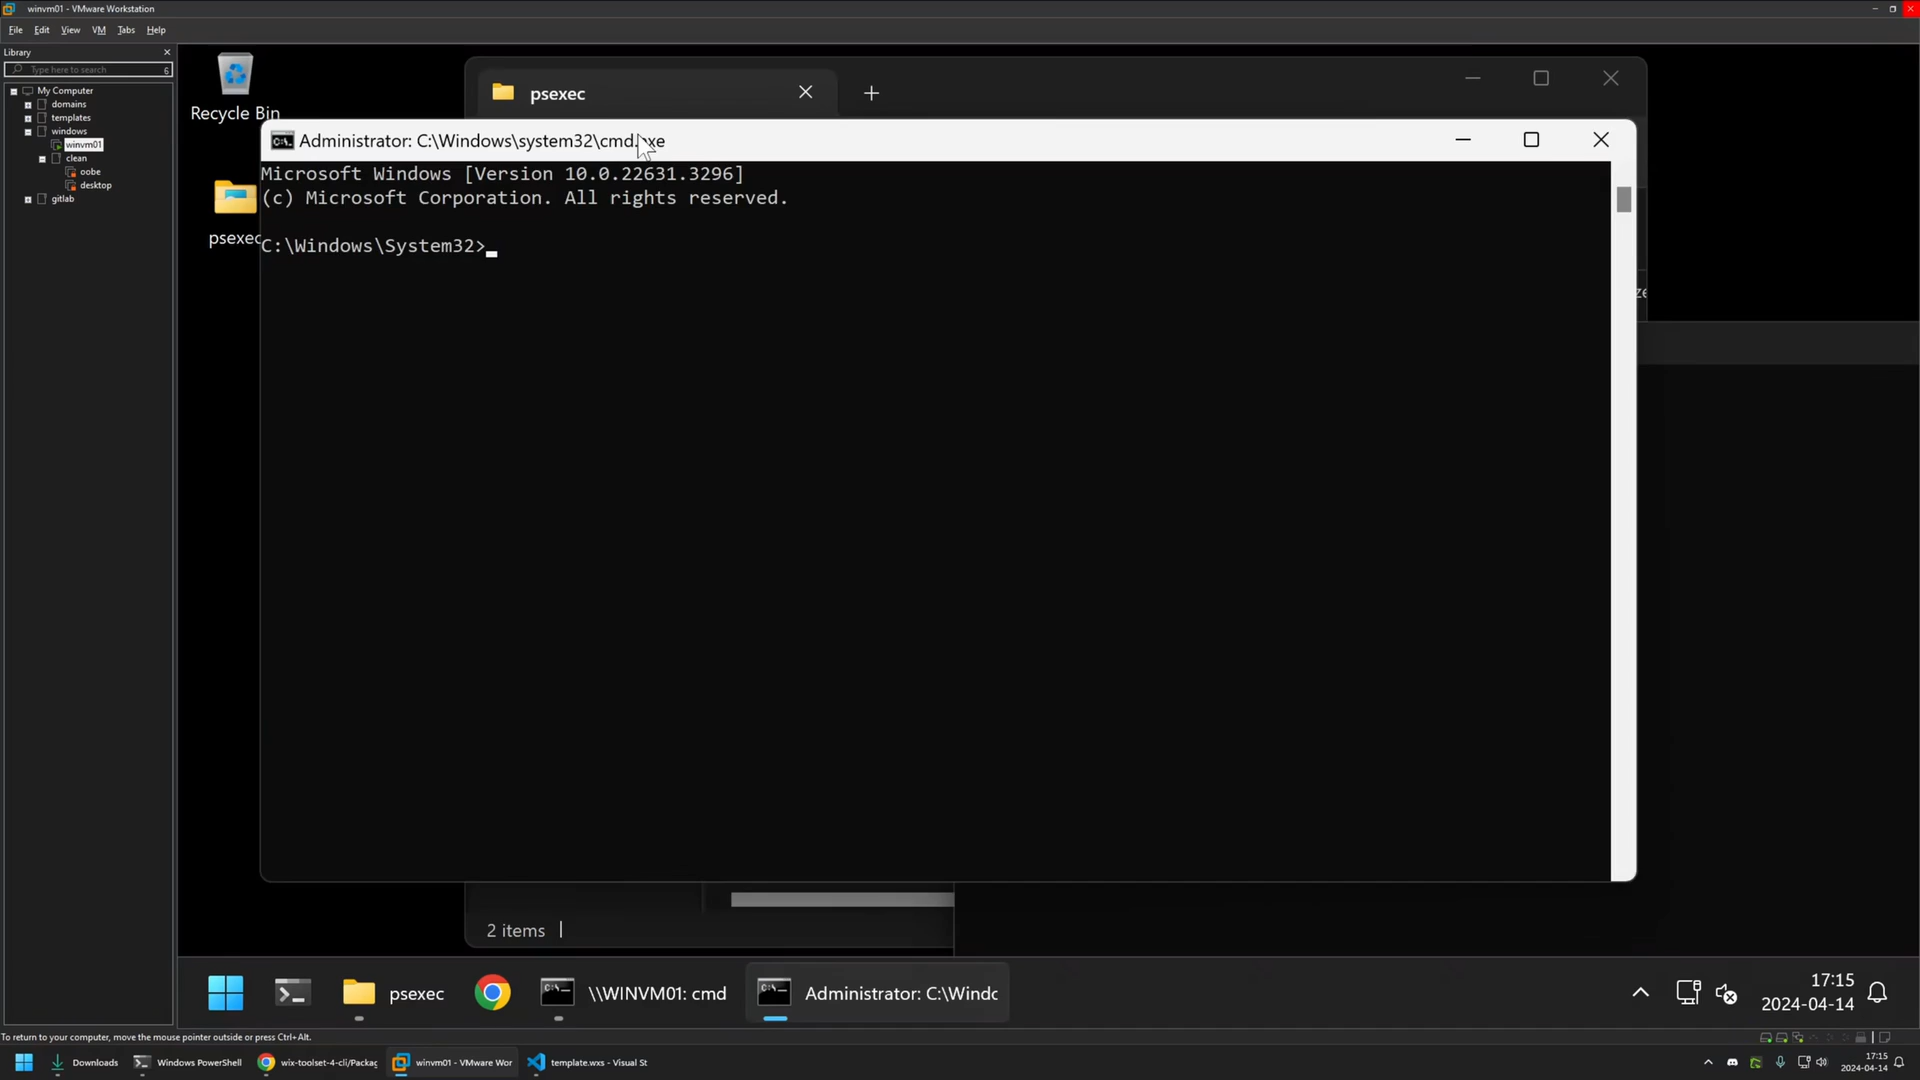 winvm01 - VMware Workstation
File Edit View VM Tabs Help
Library
Type here to search 6
My Computer
domains
templates
windows
winvm01
clean
oobe
desktop
gitlab
Recycle Bin
psexec
psexec
Administrator: C:\Windows\system32\cmd.exe
Microsoft Windows [Version 10.0.22631.3296]
(c) Microsoft Corporation. All rights reserved.
C:\Windows\System32>
2 items
psexec
\\WINVM01: cmd
Administrator: C:\Windc
17:15
2024-04-14
To return to your computer, move the mouse pointer outside or press Ctrl+Alt.
Downloads
Windows PowerShell
wix-toolset-4-cli/Packag
winvm01 - VMware Wor
template.wxs - Visual St
17:15
2024-04-14